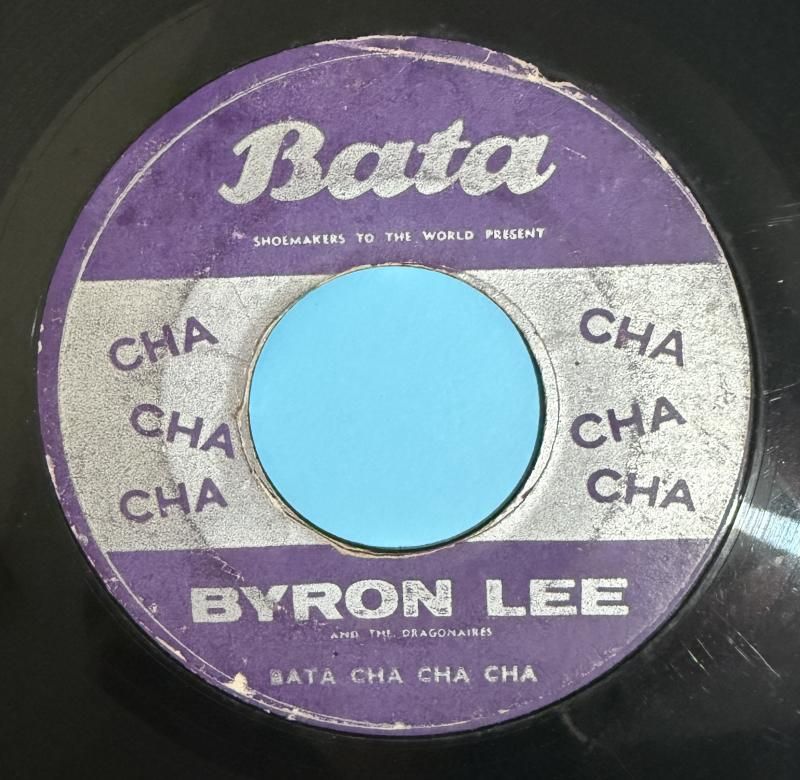 Bata
SHOEMAKERS TO THE WORLD PRESENT
CHA
CHA
CHA
CHA
CHA
CHA
BYRON LEE
AND THE DRAGONAIRES
BATA CHA CHA CHA